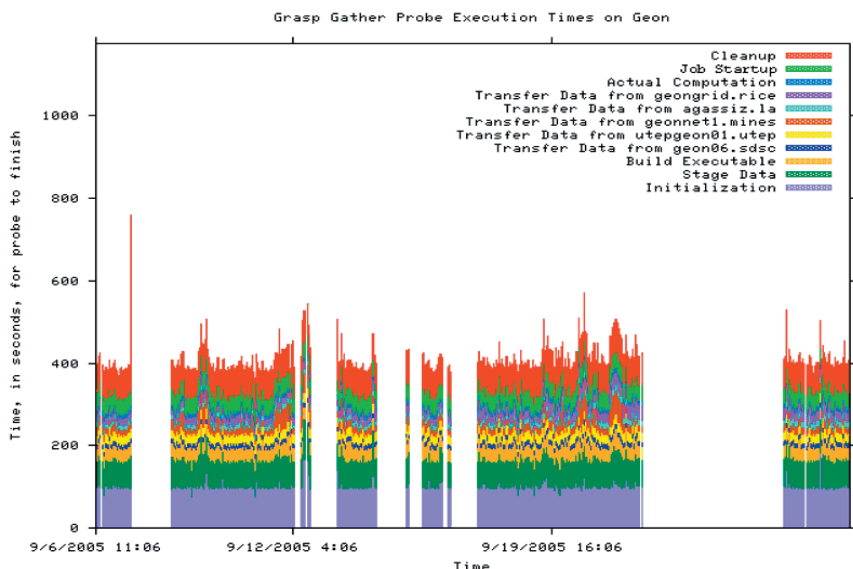 Grasp Gather Probe Execution Times on Geon
Cleanup
Job Startup
Actual Computation
Transfer Data from geongrid.rice
Transfer Data from agassiz.la
Transfer Data from geonnet1.mines
Transfer Data from utepgeon01.utep
Transfer Data from geon06.sdsc
Build Executable
Stage Data
Initialization
Time, in seconds, for probe to finish
1000
800
600
400
200
0
9/6/2005 11:06
9/12/2005 4:06
9/19/2005 16:06
Time